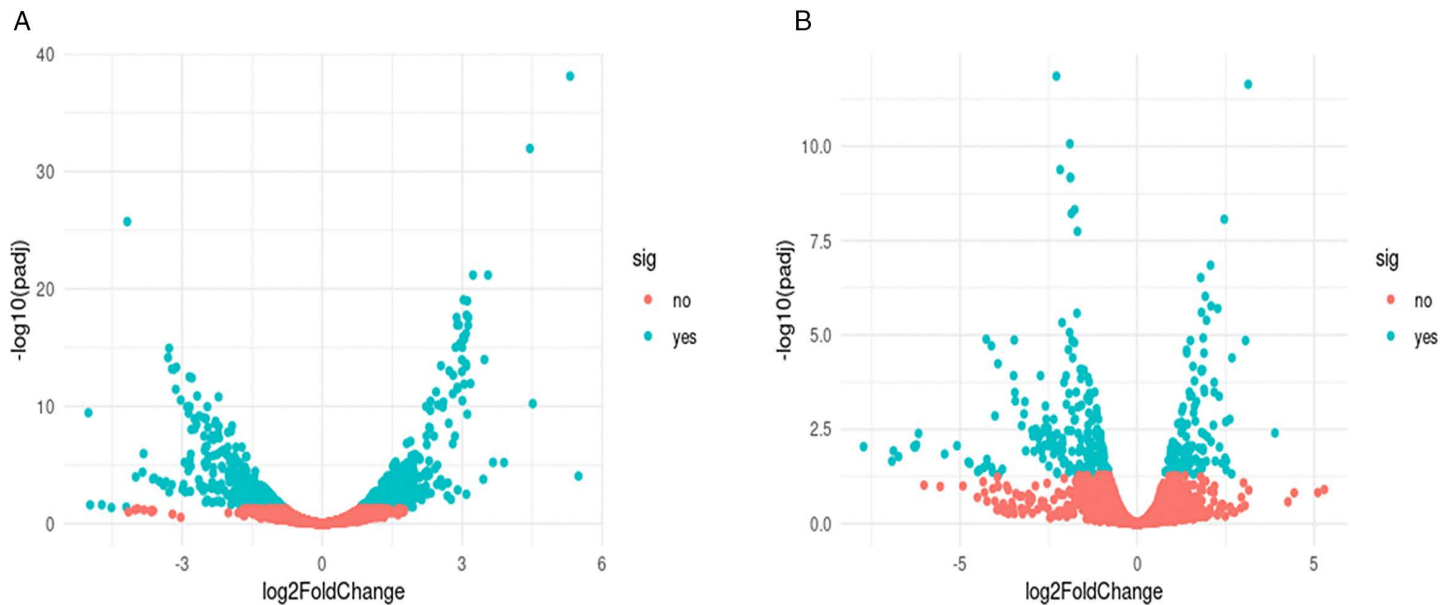 A
-log10(padj)
40
30
20
10
0
-3
0
3
6
log2FoldChange
sig
no
yes
B
-log10(padj)
10.0
7.5
5.0
2.5
0.0
-5
0
5
log2FoldChange
sig
no
yes